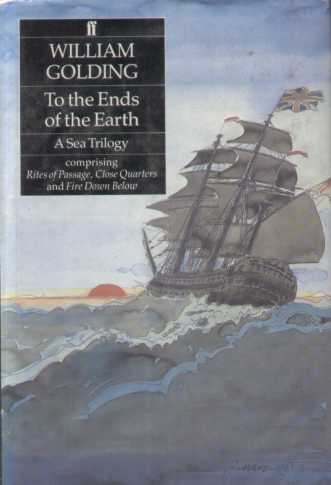 ff
WILLIAM
GOLDING
To the Ends
of the Earth
A Sea Trilogy
comprising
Rites of Passage, Close Quarters
and Fire Down Below